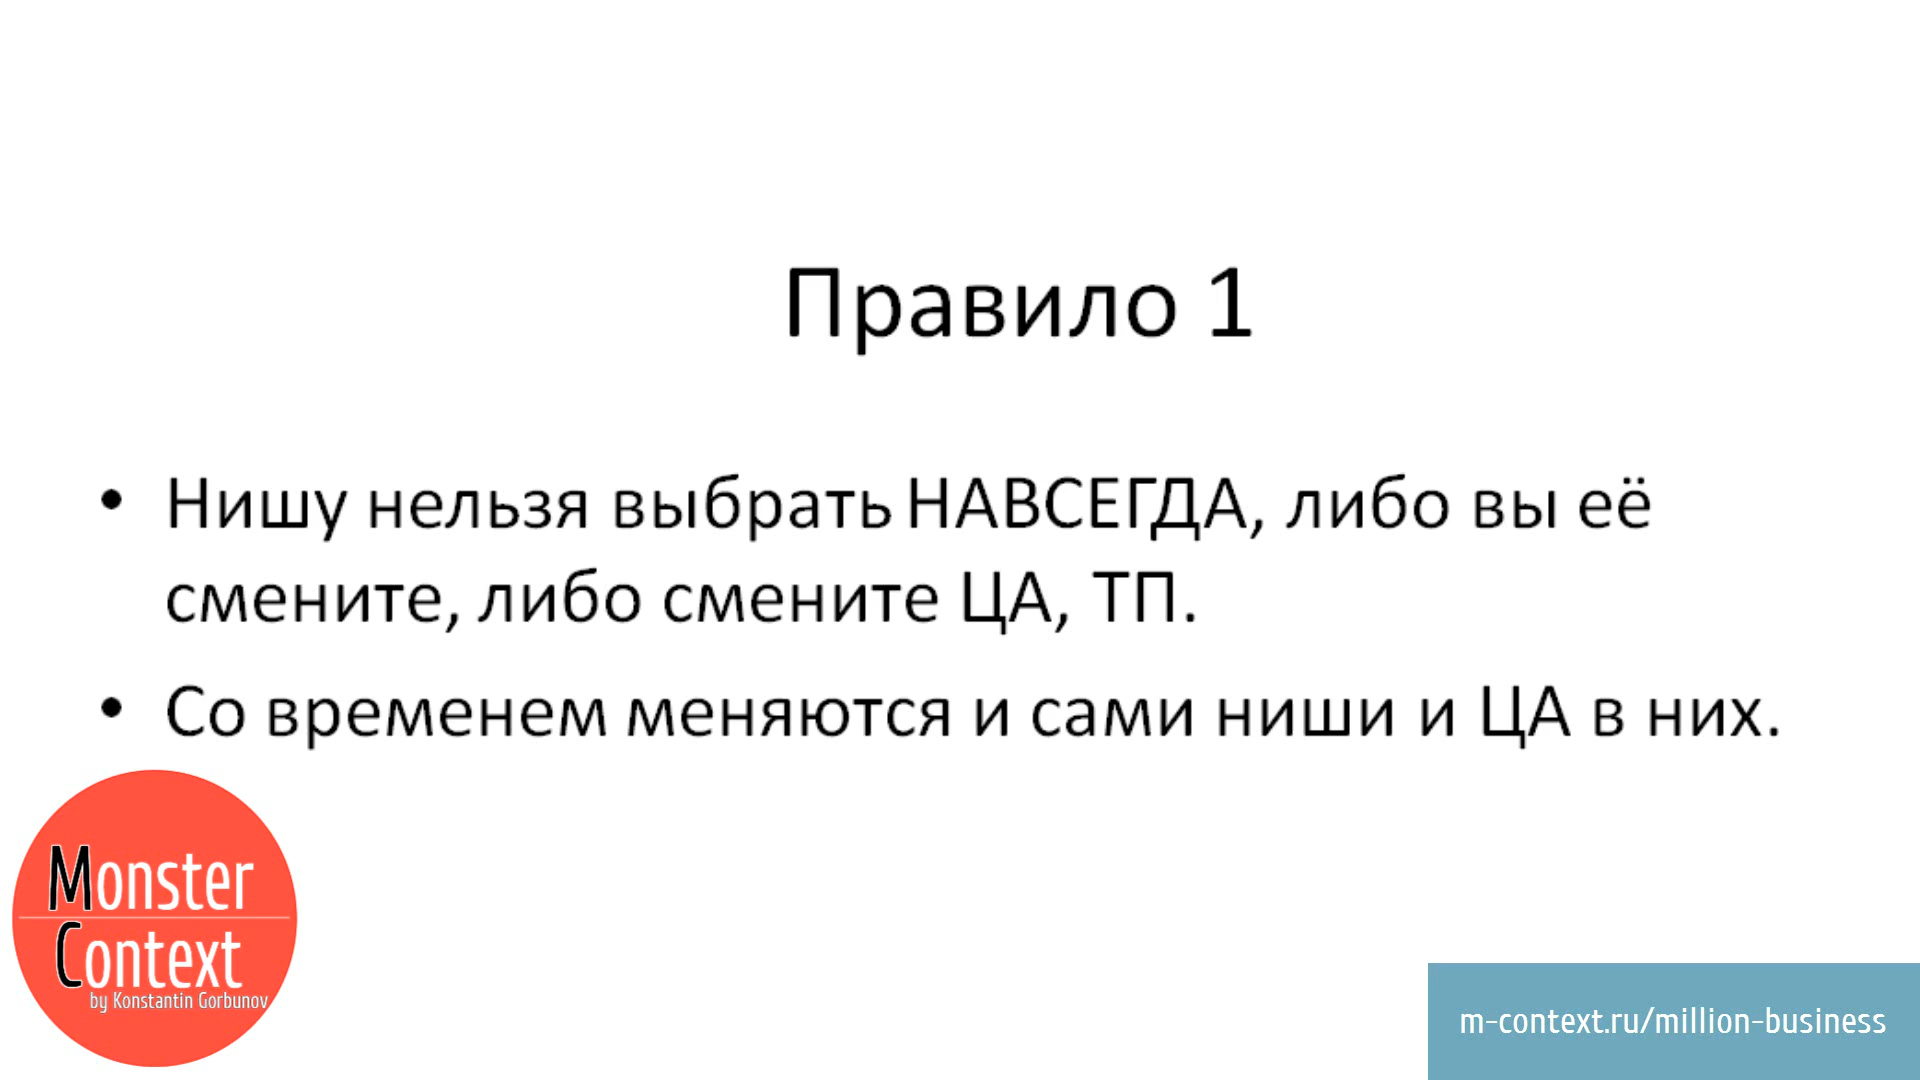 Правило 1
• Нишу нельзя выбрать НАВСЕГДА, либо вы её
смените, либо смените ЦА, ТП.
• Со временем меняются и сами ниши и ЦА в них.
Monster
Context
by Konstantin Gorbunov
m-context.ru/million-business